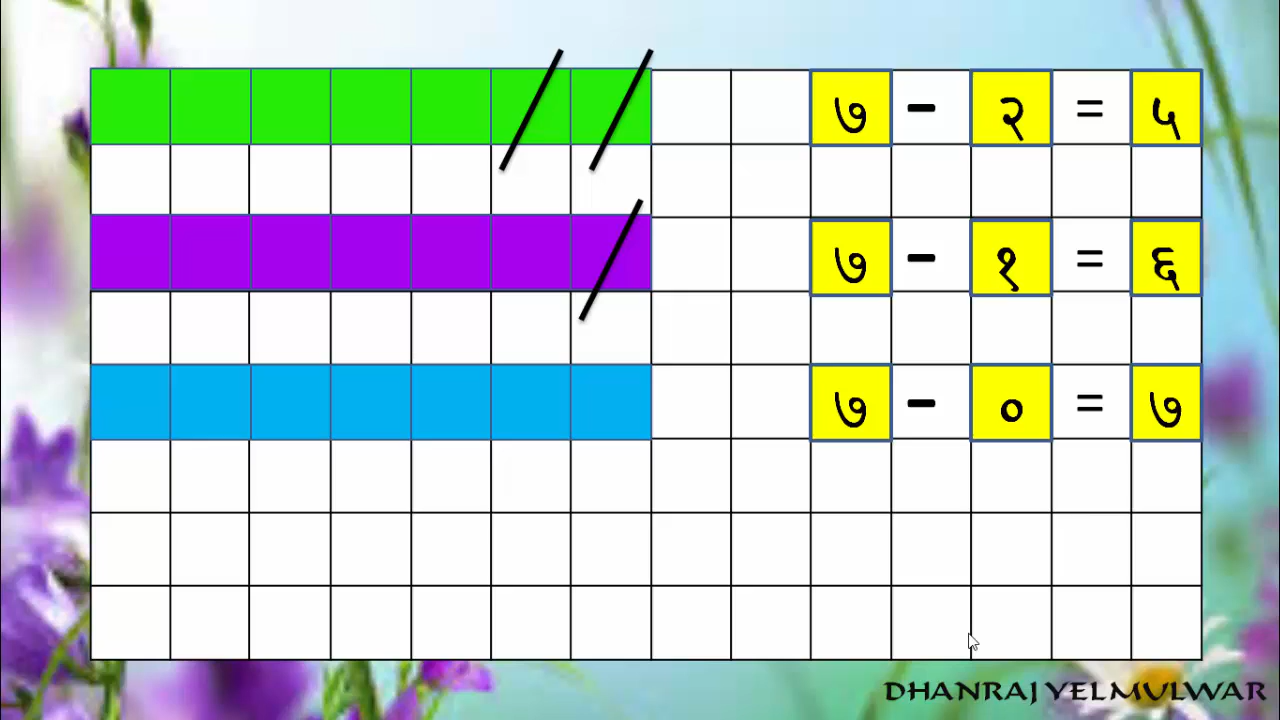 ७ - २ = ५
७ - १ = ६
७ - ० = ७
DHANRAJ YELMULWAR